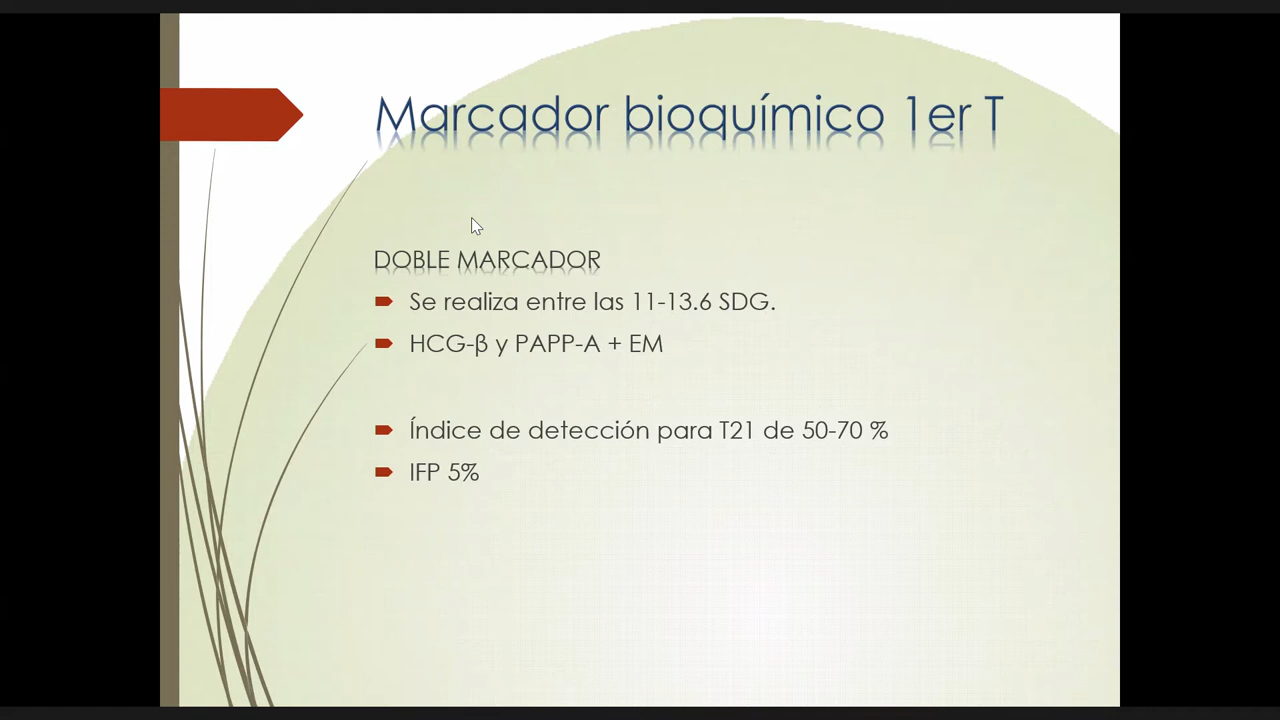 Marcador bioquímico 1er T
DOBLE MARCADOR
Se realiza entre las 11-13.6 SDG.
HCG-β y PAPP-A + EM
Índice de detección para T21 de 50-70 %
IFP 5%